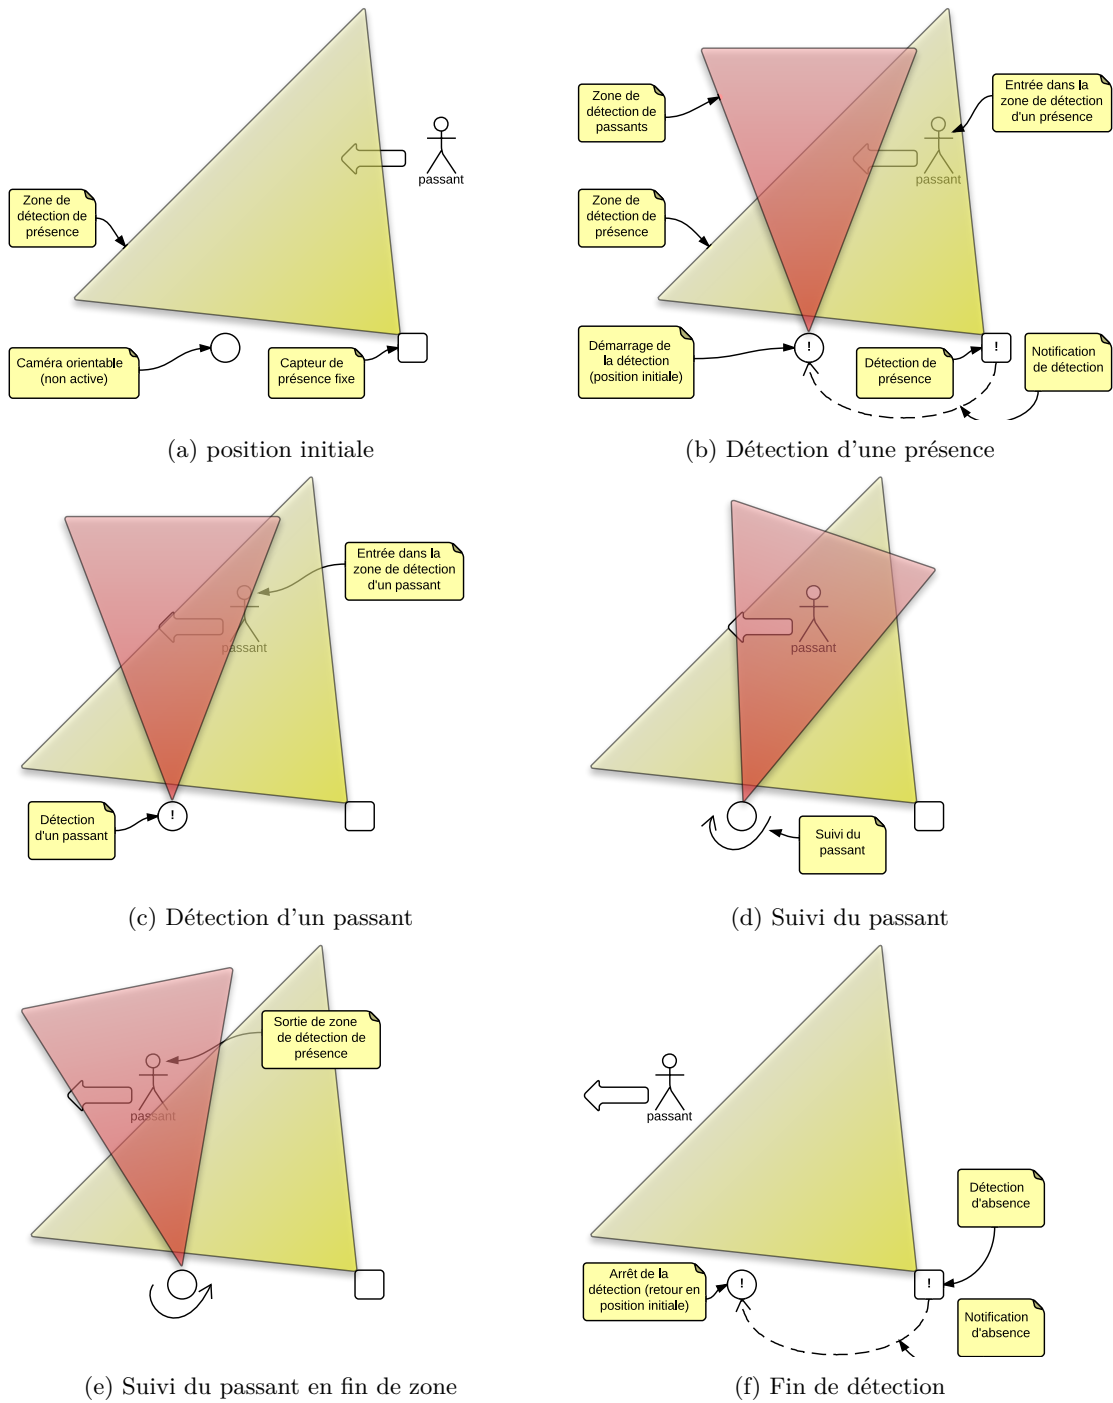 passant
Zone de
détection de
présence
Caméra orientable
(non active)
Capteur de
présence fixe
(a) position initiale
Zone de
détection de
passants
Entrée dans la
zone de détection
d'un présence
passant
Zone de
détection de
présence
Démarrage de
la détection
(position initiale)
!
Détection de
présence
!
Notification
de détection
(b) Détection d'une présence
Entrée dans la
zone de détection
d'un passant
passant
Détection
d'un passant
!
(c) Détection d'un passant
passant
Suivi du
passant
(d) Suivi du passant
Sortie de zone
de détection de
présence
passant
(e) Suivi du passant en fin de zone
passant
Détection
d'absence
Arrêt de la
détection (retour en
position initiale)
!
!
Notification
d'absence
(f) Fin de détection